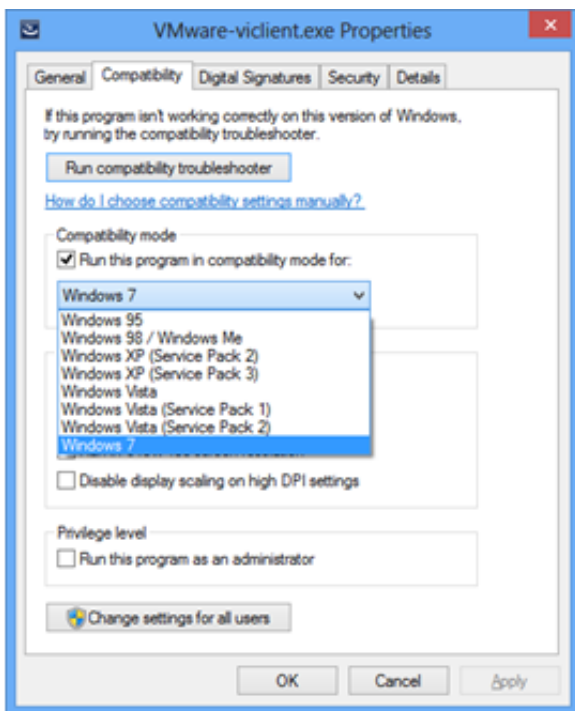 VMware-viclient.exe Properties
General Compatibility Digital Signatures Security Details
If this program isn't working correctly on this version of Windows,
try running the compatibility troubleshooter.
Run compatibility troubleshooter
How do I choose compatibility settings manually?
Compatibility mode
Run this program in compatibility mode for:
Windows 7
Windows 95
Windows 98 / Windows Me
Windows XP (Service Pack 2)
Windows XP (Service Pack 3)
Windows Vista
Windows Vista (Service Pack 1)
Windows Vista (Service Pack 2)
Windows 7
Disable display scaling on high DPI settings
Privilege level
Run this program as an administrator
Change settings for all users
OK Cancel Apply